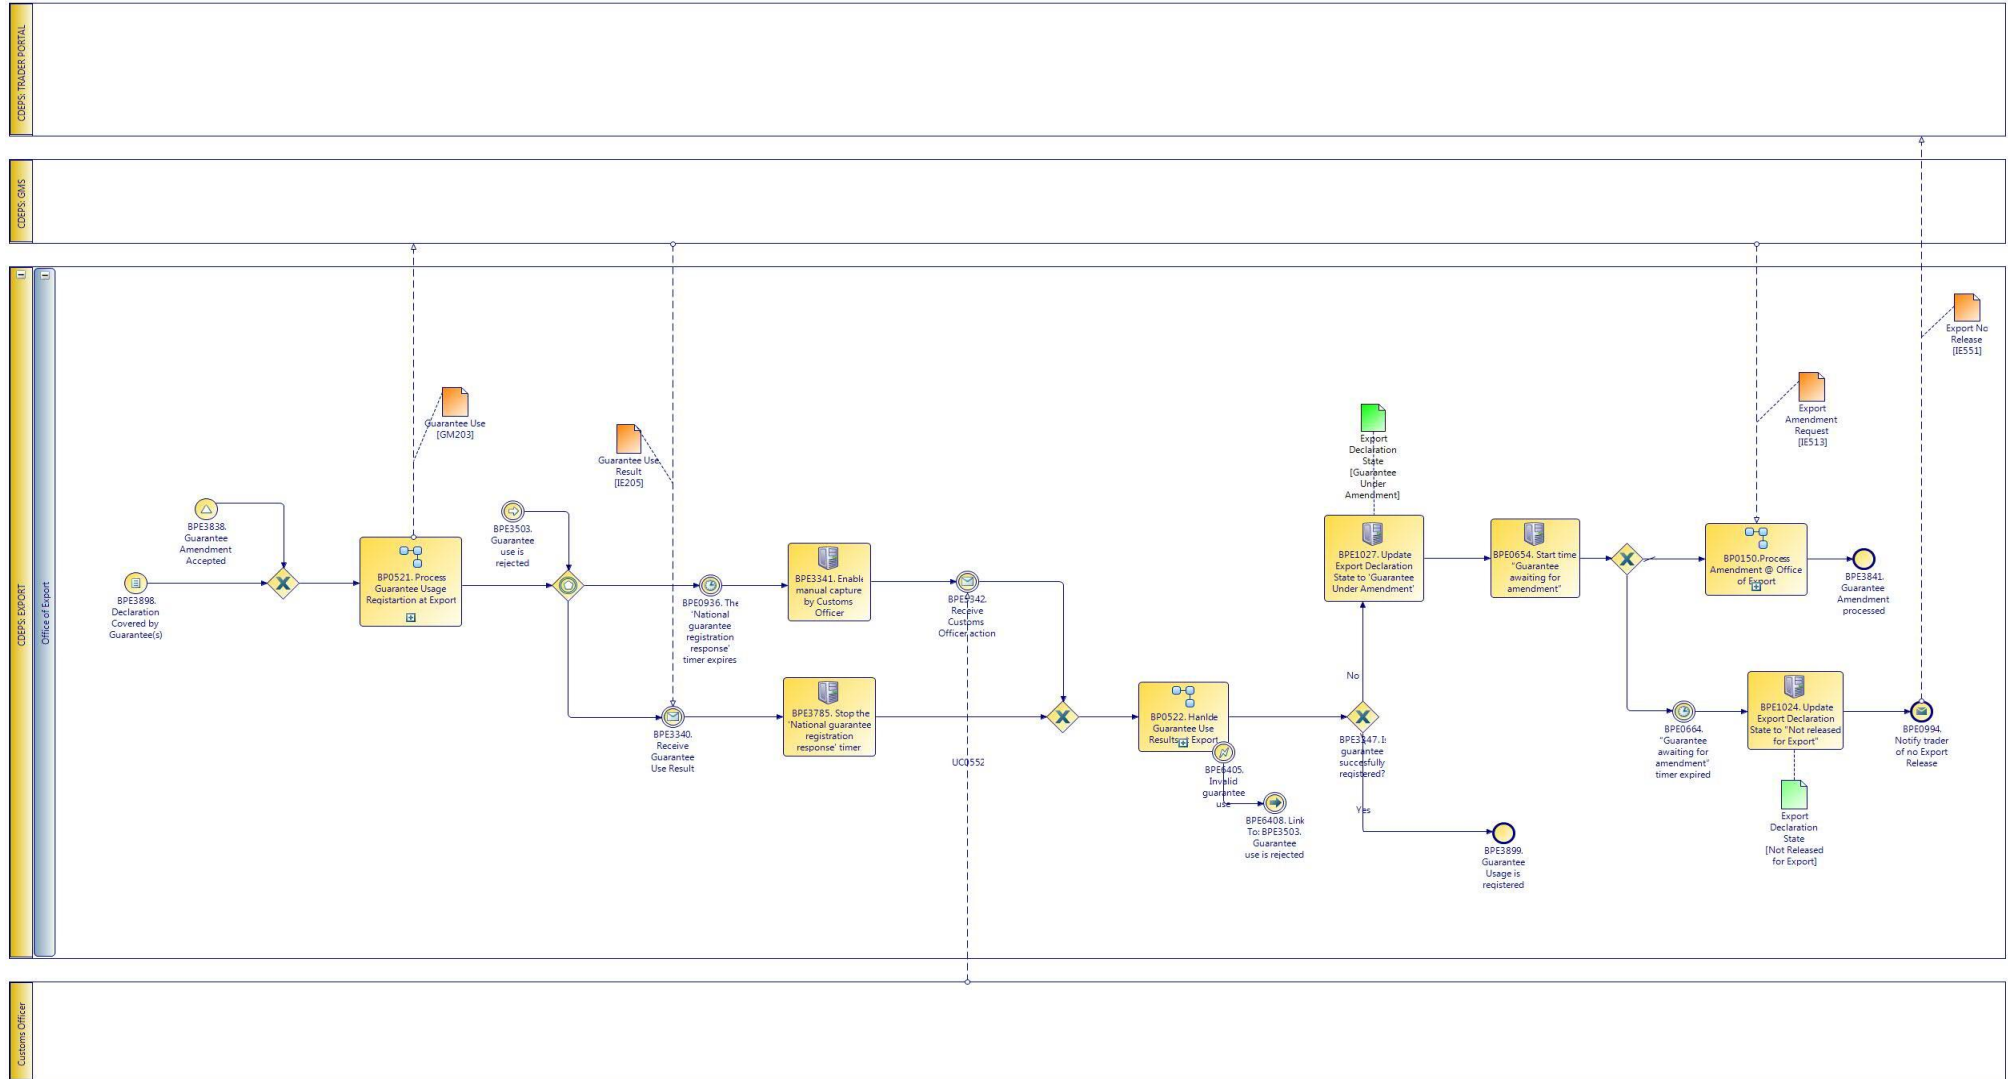 CDEPS: TRADER PORTAL
CDEPS: GMS
CDEPS: EXPORT
Office of Export
Customs Officer
BPE3838.
Guarantee
Amendment
Accepted
BPE3898.
Declaration
Covered by
Guarantee(s)
BP0521. Process
Guarantee Usage
Registartion at Export
Guarantee Use
[GM203]
BPE3503.
Guarantee
use is
rejected
Guarantee Use
Result
[IE205]
BPE0936. The
'National
guarantee
registration
response'
timer expires
BPE3340.
Receive
Guarantee
Use Result
BPE3341. Enable
manual capture
by Customs
Officer
BPE3785. Stop the
'National guarantee
registration
response' timer
BPE3342.
Receive
Customs
Officer action
UC0552
BP0522. Hanlde
Guarantee Use
Results at Export
BPE6405.
Invalid
guarantee
use
BPE6408. Link
To: BPE3503.
Guarantee
use is rejected
BPE3347. Is
guarantee
succesfully
registered?
No
Yes
BPE3899.
Guarantee
Usage is
registered
Export
Declaration
State
[Guarantee
Under
Amendment]
BPE1027. Update
Export Declaration
State to 'Guarantee
Under Amendment'
BPE0654. Start time
"Guarantee
awaiting for
amendment"
BPE0664.
"Guarantee
awaiting for
amendment"
timer expired
BP0150.Process
Amendment @ Office
of Export
Export
Amendment
Request
[IE513]
BPE3841.
Guarantee
Amendment
processed
BPE1024. Update
Export Declaration
State to "Not released
for Export"
Export
Declaration
State
[Not Released
for Export]
BPE0994.
Notify trader
of no Export
Release
Export No
Release
[IE551]